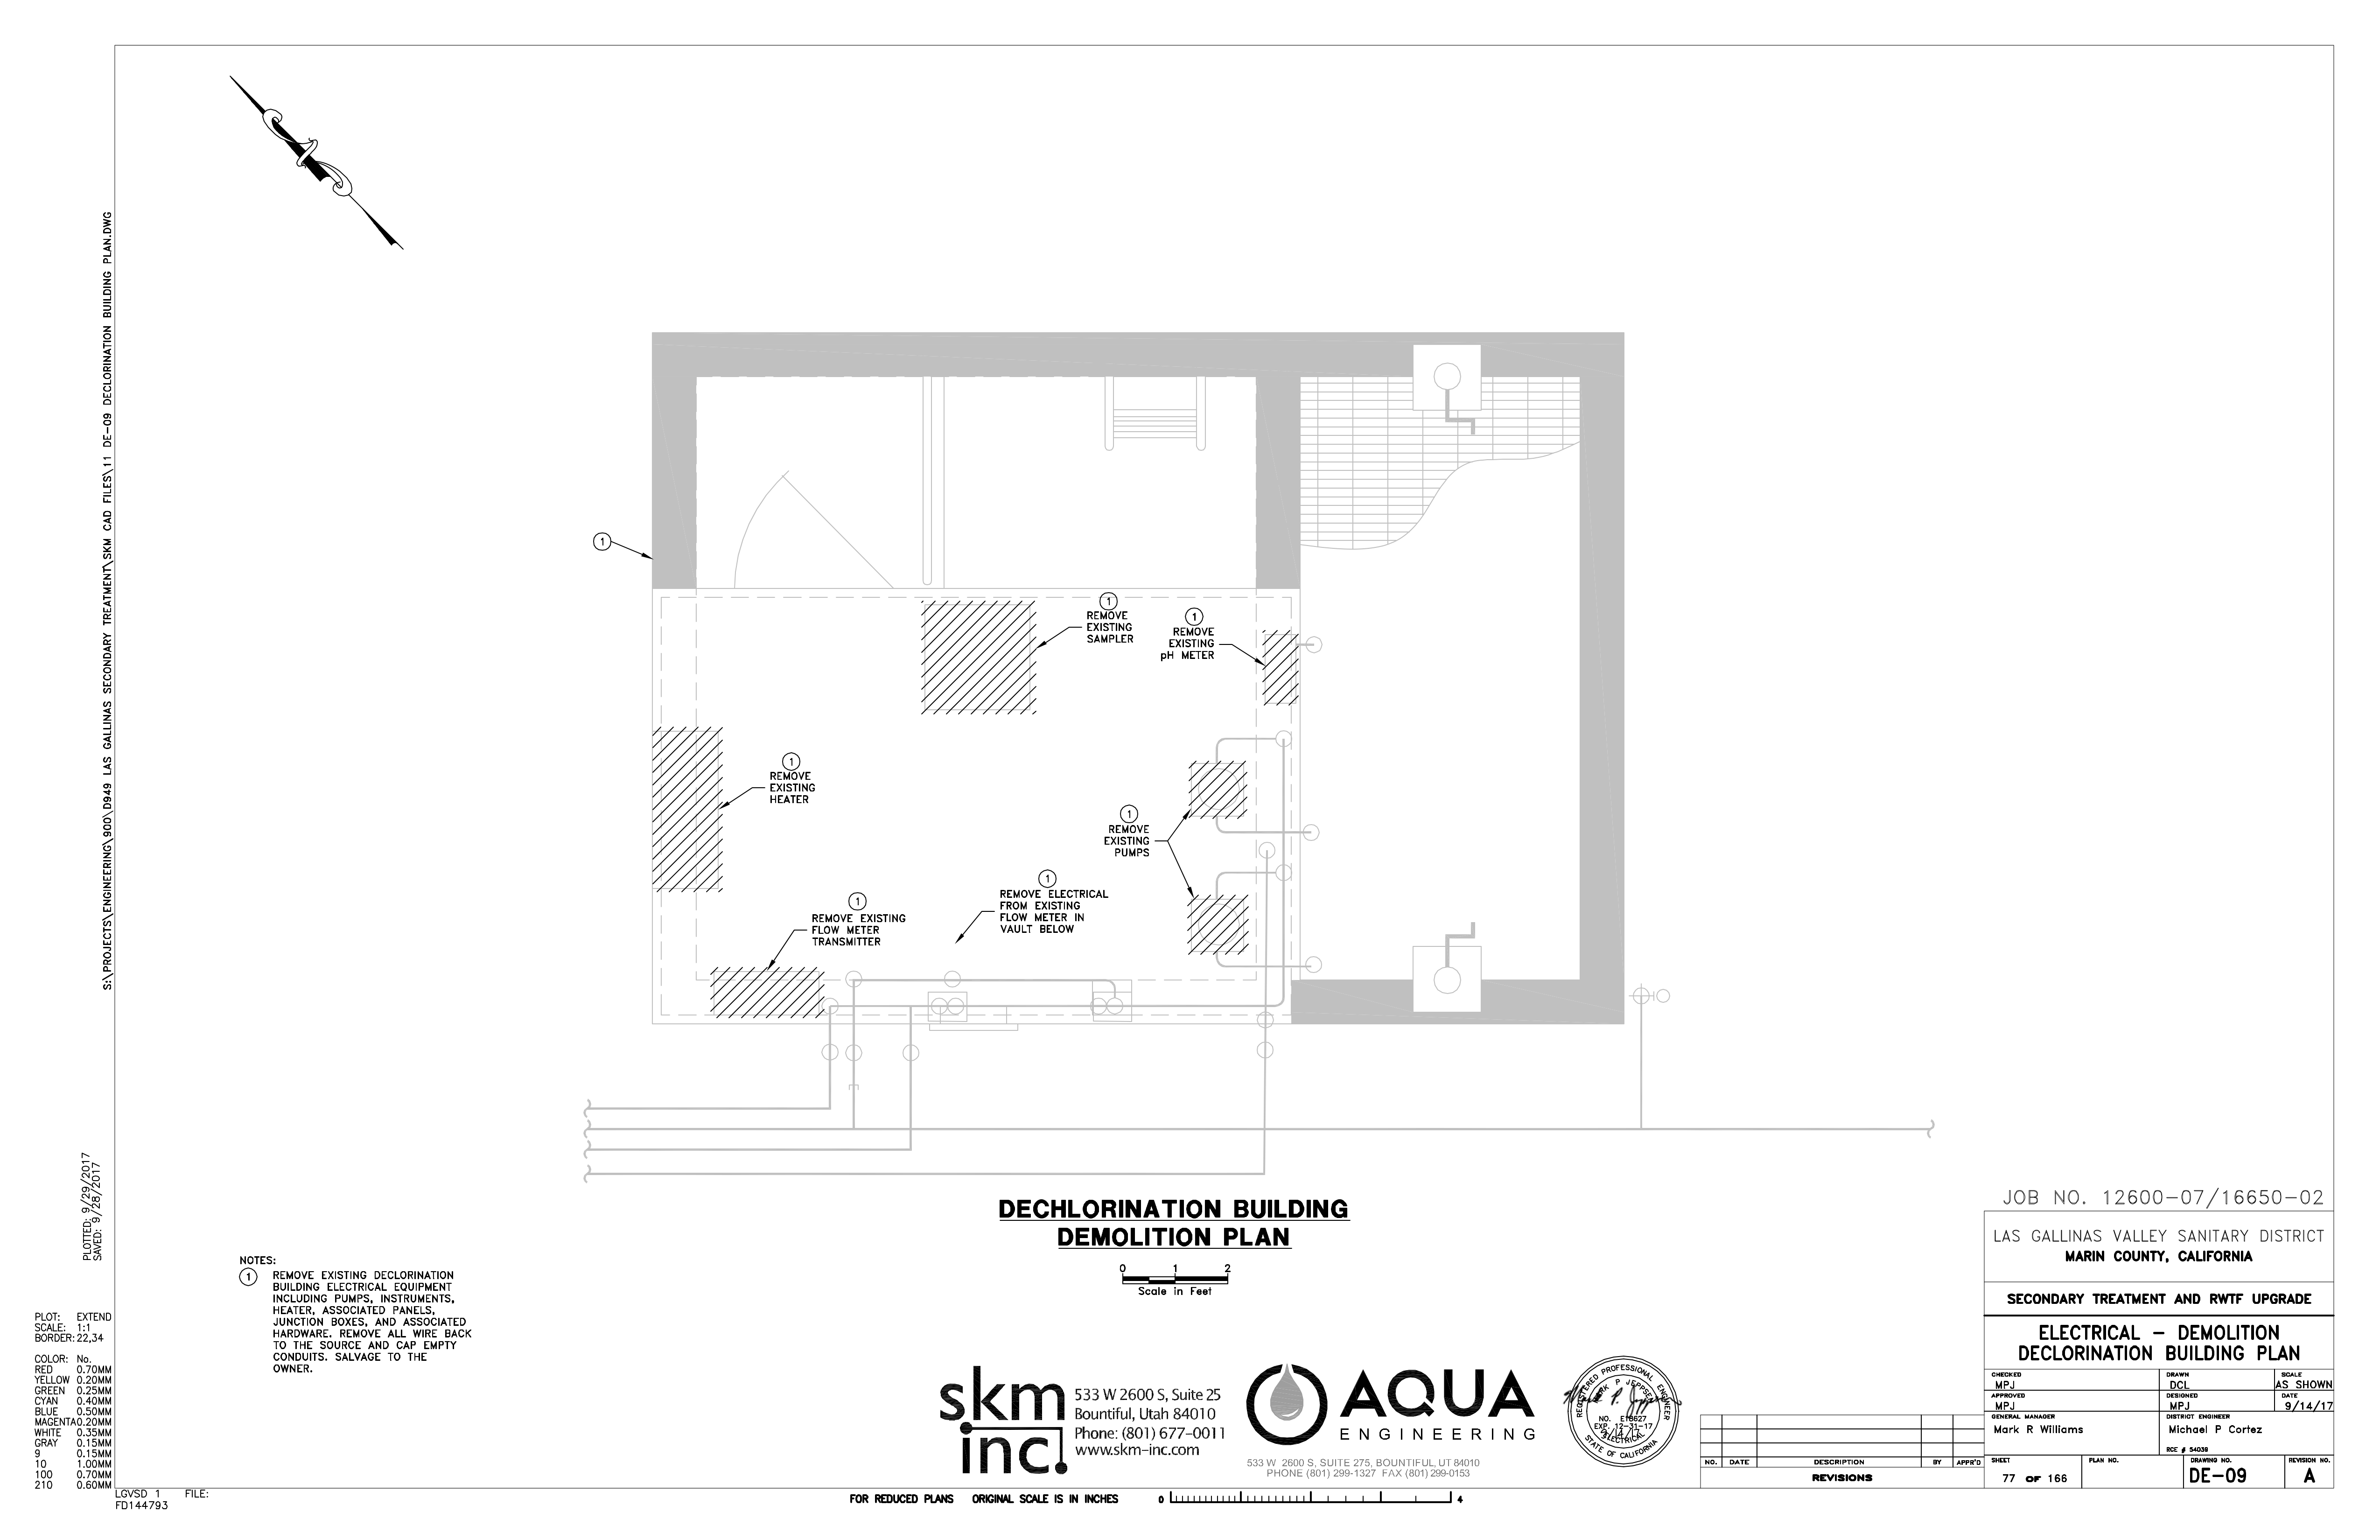 S:\PROJECTS\ENGINEERING\900\D949 LAS GALLINAS SECONDARY TREATMENT\SKM CAD FILES\11 DE-09 DECLORINATION BUILDING PLAN.DWG
PLOTTED: 9/29/2017
SAVED: 9/28/2017
1
1
REMOVE
EXISTING
SAMPLER
1
REMOVE
EXISTING
pH METER
1
REMOVE
EXISTING
HEATER
1
REMOVE
EXISTING
PUMPS
1
REMOVE ELECTRICAL
FROM EXISTING
FLOW METER IN
VAULT BELOW
1
REMOVE EXISTING
FLOW METER
TRANSMITTER
DECHLORINATION BUILDING
DEMOLITION PLAN
0 1 2
Scale in Feet
NOTES:
1 REMOVE EXISTING DECLORINATION
BUILDING ELECTRICAL EQUIPMENT
INCLUDING PUMPS, INSTRUMENTS,
HEATER, ASSOCIATED PANELS,
JUNCTION BOXES, AND ASSOCIATED
HARDWARE. REMOVE ALL WIRE BACK
TO THE SOURCE AND CAP EMPTY
CONDUITS. SALVAGE TO THE
OWNER.
PLOT: EXTEND
SCALE: 1:1
BORDER: 22,34
COLOR: No.
RED 0.70MM
YELLOW 0.20MM
GREEN 0.25MM
CYAN 0.40MM
BLUE 0.50MM
MAGENTA 0.20MM
WHITE 0.35MM
GRAY 0.15MM
9 0.15MM
10 1.00MM
100 0.70MM
210 0.60MM
LGVSD 1 FILE:
FD144793
skm
inc.
533 W 2600 S, Suite 25
Bountiful, Utah 84010
Phone: (801) 677-0011
www.skm-inc.com
AQUA
ENGINEERING
533 W 2600 S, SUITE 275, BOUNTIFUL, UT 84010
PHONE (801) 299-1327 FAX (801) 299-0153
REGISTERED PROFESSIONAL ENGINEER
MARK P JEPPSEN
NO. E18627
EXP. 12-31-17
9/14/17
ELECTRICAL
STATE OF CALIFORNIA
FOR REDUCED PLANS ORIGINAL SCALE IS IN INCHES
0 4
NO. DATE DESCRIPTION BY APPR'D
REVISIONS
JOB NO. 12600-07/16650-02
LAS GALLINAS VALLEY SANITARY DISTRICT
MARIN COUNTY, CALIFORNIA
SECONDARY TREATMENT AND RWTF UPGRADE
ELECTRICAL - DEMOLITION
DECLORINATION BUILDING PLAN
CHECKED DRAWN SCALE
MPJ DCL AS SHOWN
APPROVED DESIGNED DATE
MPJ MPJ 9/14/17
GENERAL MANAGER DISTRICT ENGINEER
Mark R Williams Michael P Cortez
RCE # 54039
SHEET PLAN NO. DRAWING NO. REVISION NO.
77 OF 166 DE-09 A